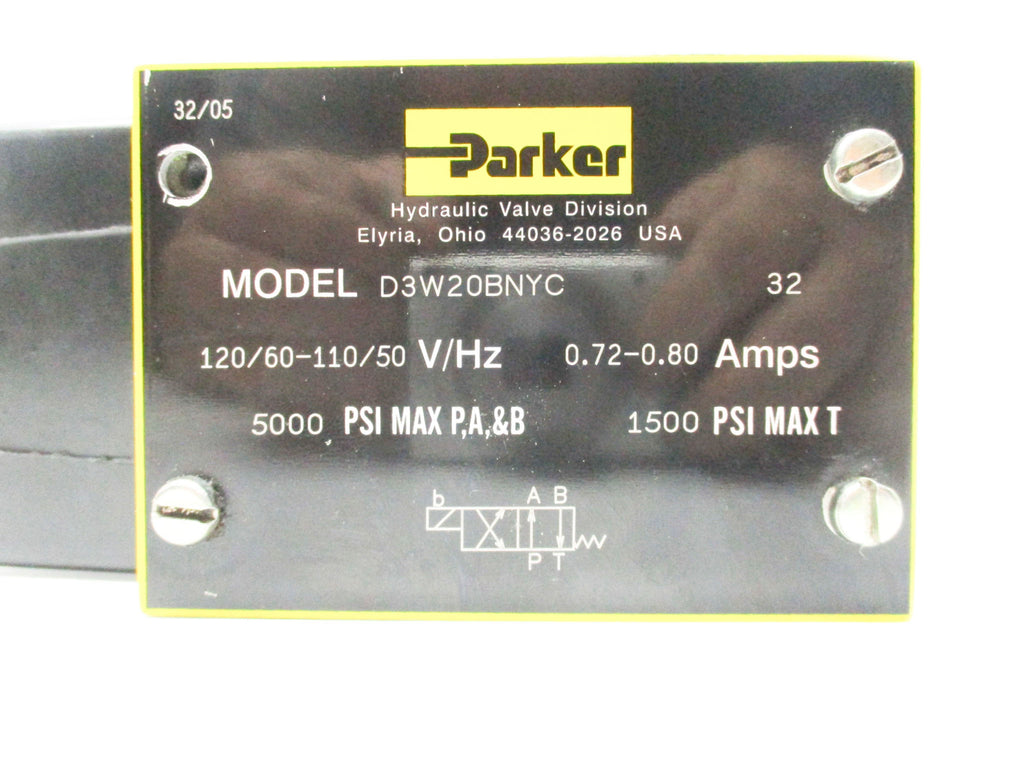 32/05
Parker
Hydraulic Valve Division
Elyria, Ohio 44036-2026 USA
MODEL D3W20BNYC 32
120/60-110/50 V/Hz 0.72-0.80 Amps
5000 PSI MAX P,A,&B 1500 PSI MAX T
b A B
P T